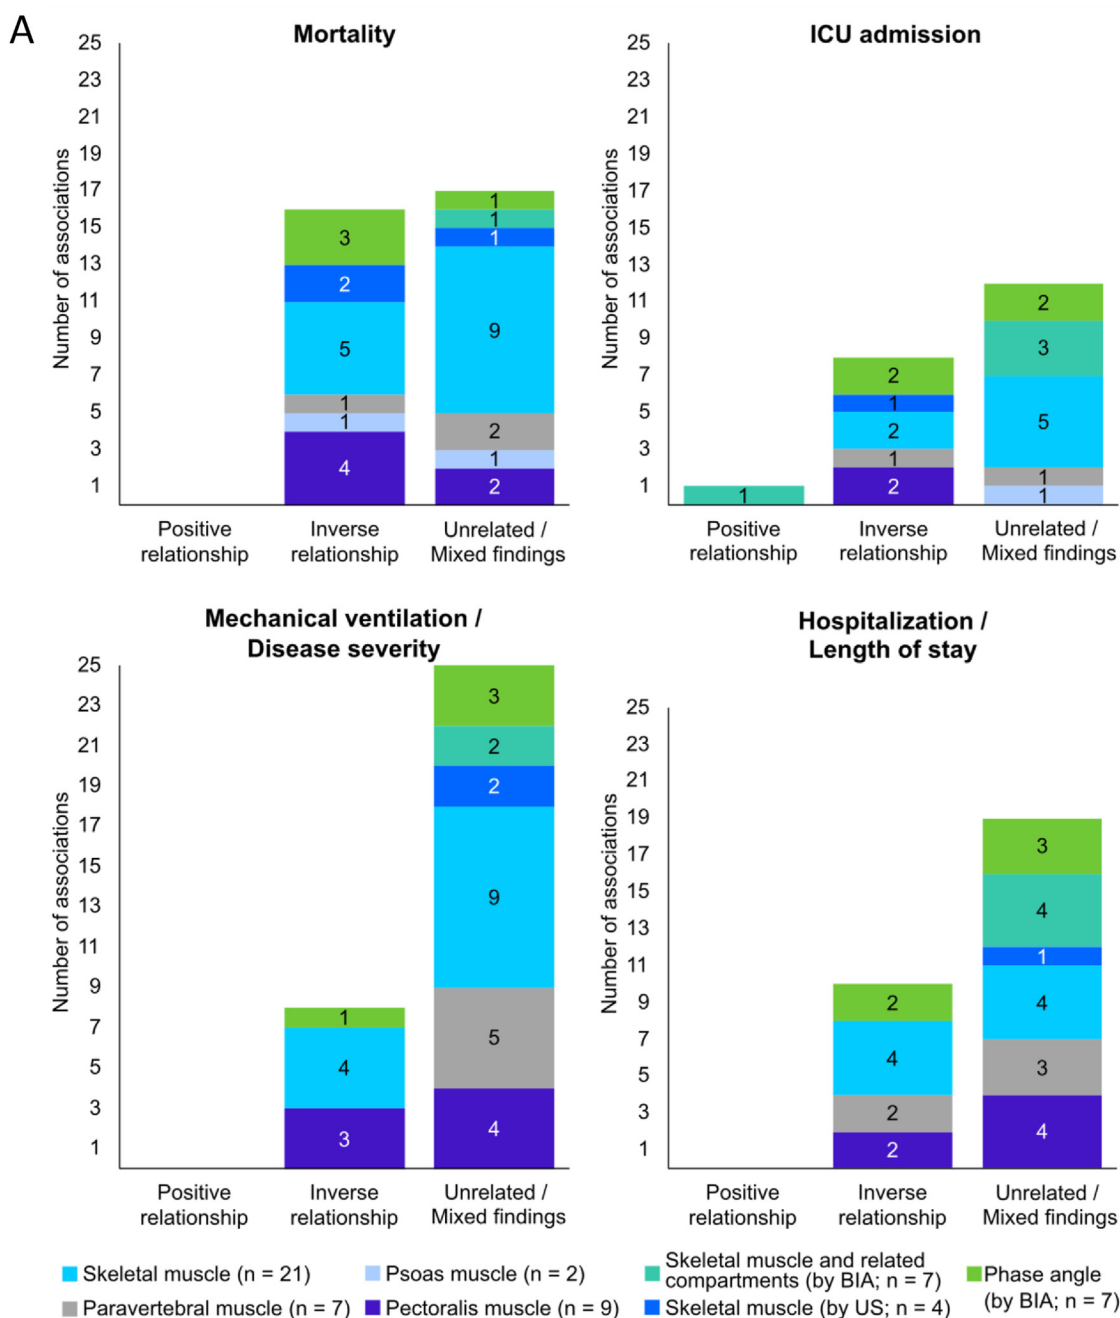 A
Mortality
Number of associations
25
23
21
19
17
15
13
11
9
7
5
3
1
3
2
5
1
1
4
1
1
1
9
2
1
2
Positive
relationship
Inverse
relationship
Unrelated /
Mixed findings
ICU admission
Number of associations
25
23
21
19
17
15
13
11
9
7
5
3
1
1
2
1
2
1
2
2
3
5
1
1
Positive
relationship
Inverse
relationship
Unrelated /
Mixed findings
Mechanical ventilation /
Disease severity
Number of associations
25
23
21
19
17
15
13
11
9
7
5
3
1
1
4
3
3
2
2
9
5
4
Positive
relationship
Inverse
relationship
Unrelated /
Mixed findings
Hospitalization /
Length of stay
Number of associations
25
23
21
19
17
15
13
11
9
7
5
3
1
2
4
2
2
3
4
1
4
3
4
Positive
relationship
Inverse
relationship
Unrelated /
Mixed findings
Skeletal muscle (n = 21)
Paravertebral muscle (n = 7)
Psoas muscle (n = 2)
Pectoralis muscle (n = 9)
Skeletal muscle and related
compartments (by BIA; n = 7)
Skeletal muscle (by US; n = 4)
Phase angle
(by BIA; n = 7)